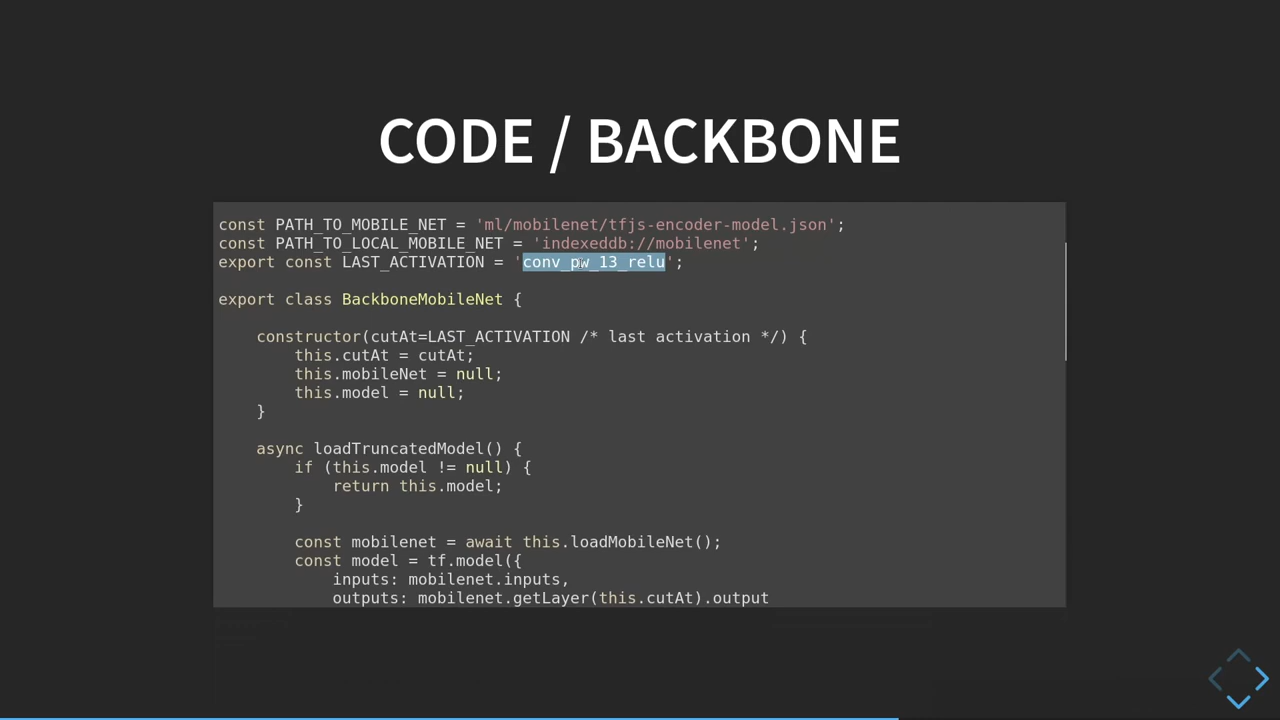 CODE / BACKBONE
const PATH_TO_MOBILE_NET = 'ml/mobilenet/tfjs-encoder-model.json';
const PATH_TO_LOCAL_MOBILE_NET = 'indexeddb://mobilenet';
export const LAST_ACTIVATION = 'conv_pw_13_relu';
export class BackboneMobileNet {
constructor(cutAt=LAST_ACTIVATION /* last activation */) {
this.cutAt = cutAt;
this.mobileNet = null;
this.model = null;
}
async loadTruncatedModel() {
if (this.model != null) {
return this.model;
}
const mobilenet = await this.loadMobileNet();
const model = tf.model({
inputs: mobilenet.inputs,
outputs: mobilenet.getLayer(this.cutAt).output